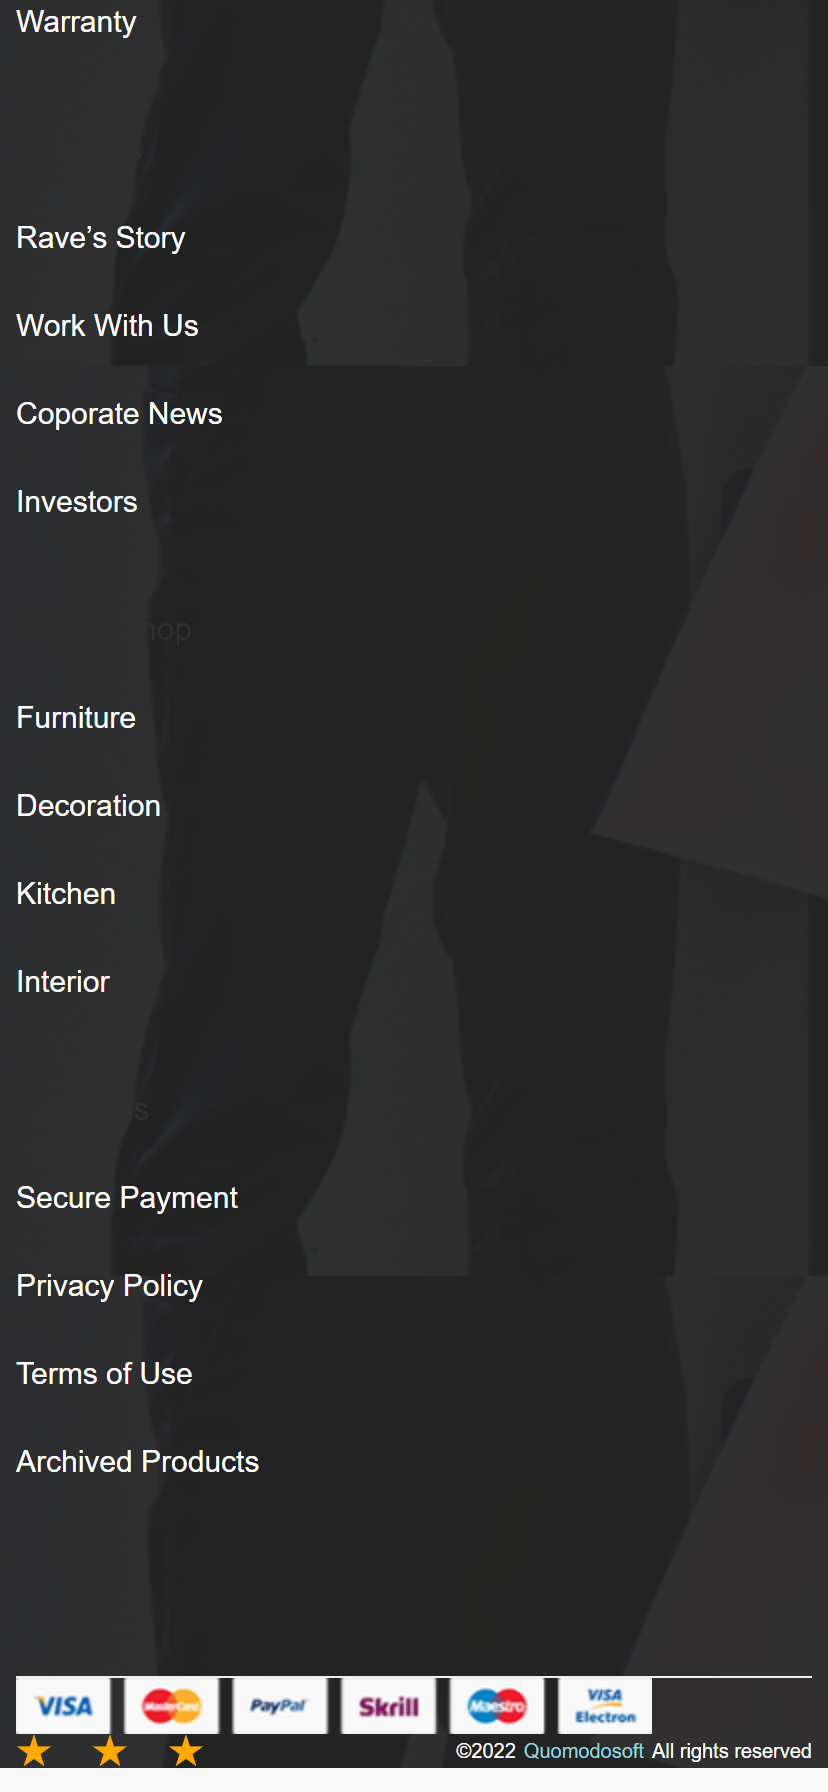 Warranty
Rave’s Story
Work With Us
Coporate News
Investors
Furniture
Decoration
Kitchen
Interior
Secure Payment
Privacy Policy
Terms of Use
Archived Products
VISA MasterCard PayPal Skrill Maestro VISA Electron
©2022 Quomodosoft All rights reserved